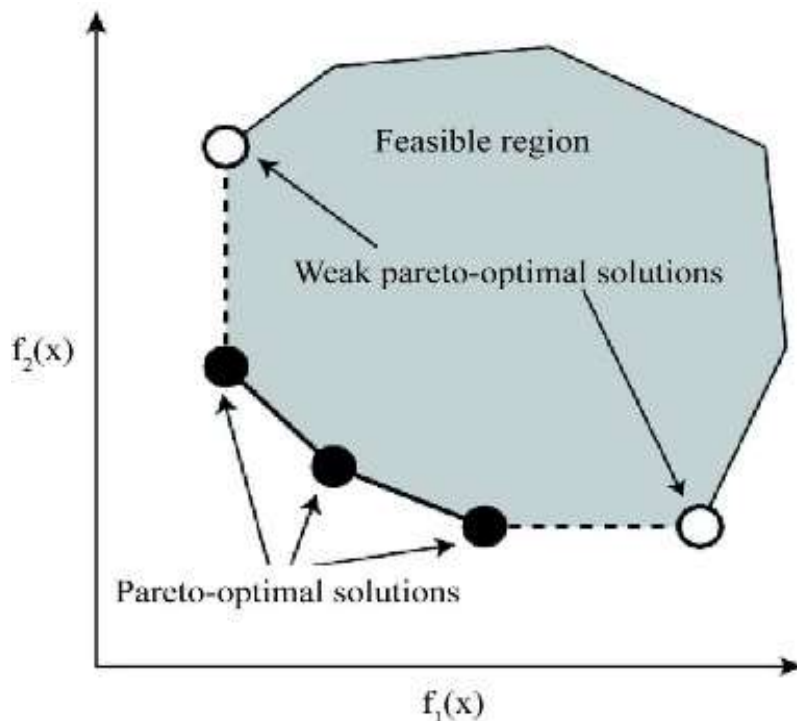 Feasible region
Weak pareto-optimal solutions
f₂(x)
Pareto-optimal solutions
f₁(x)